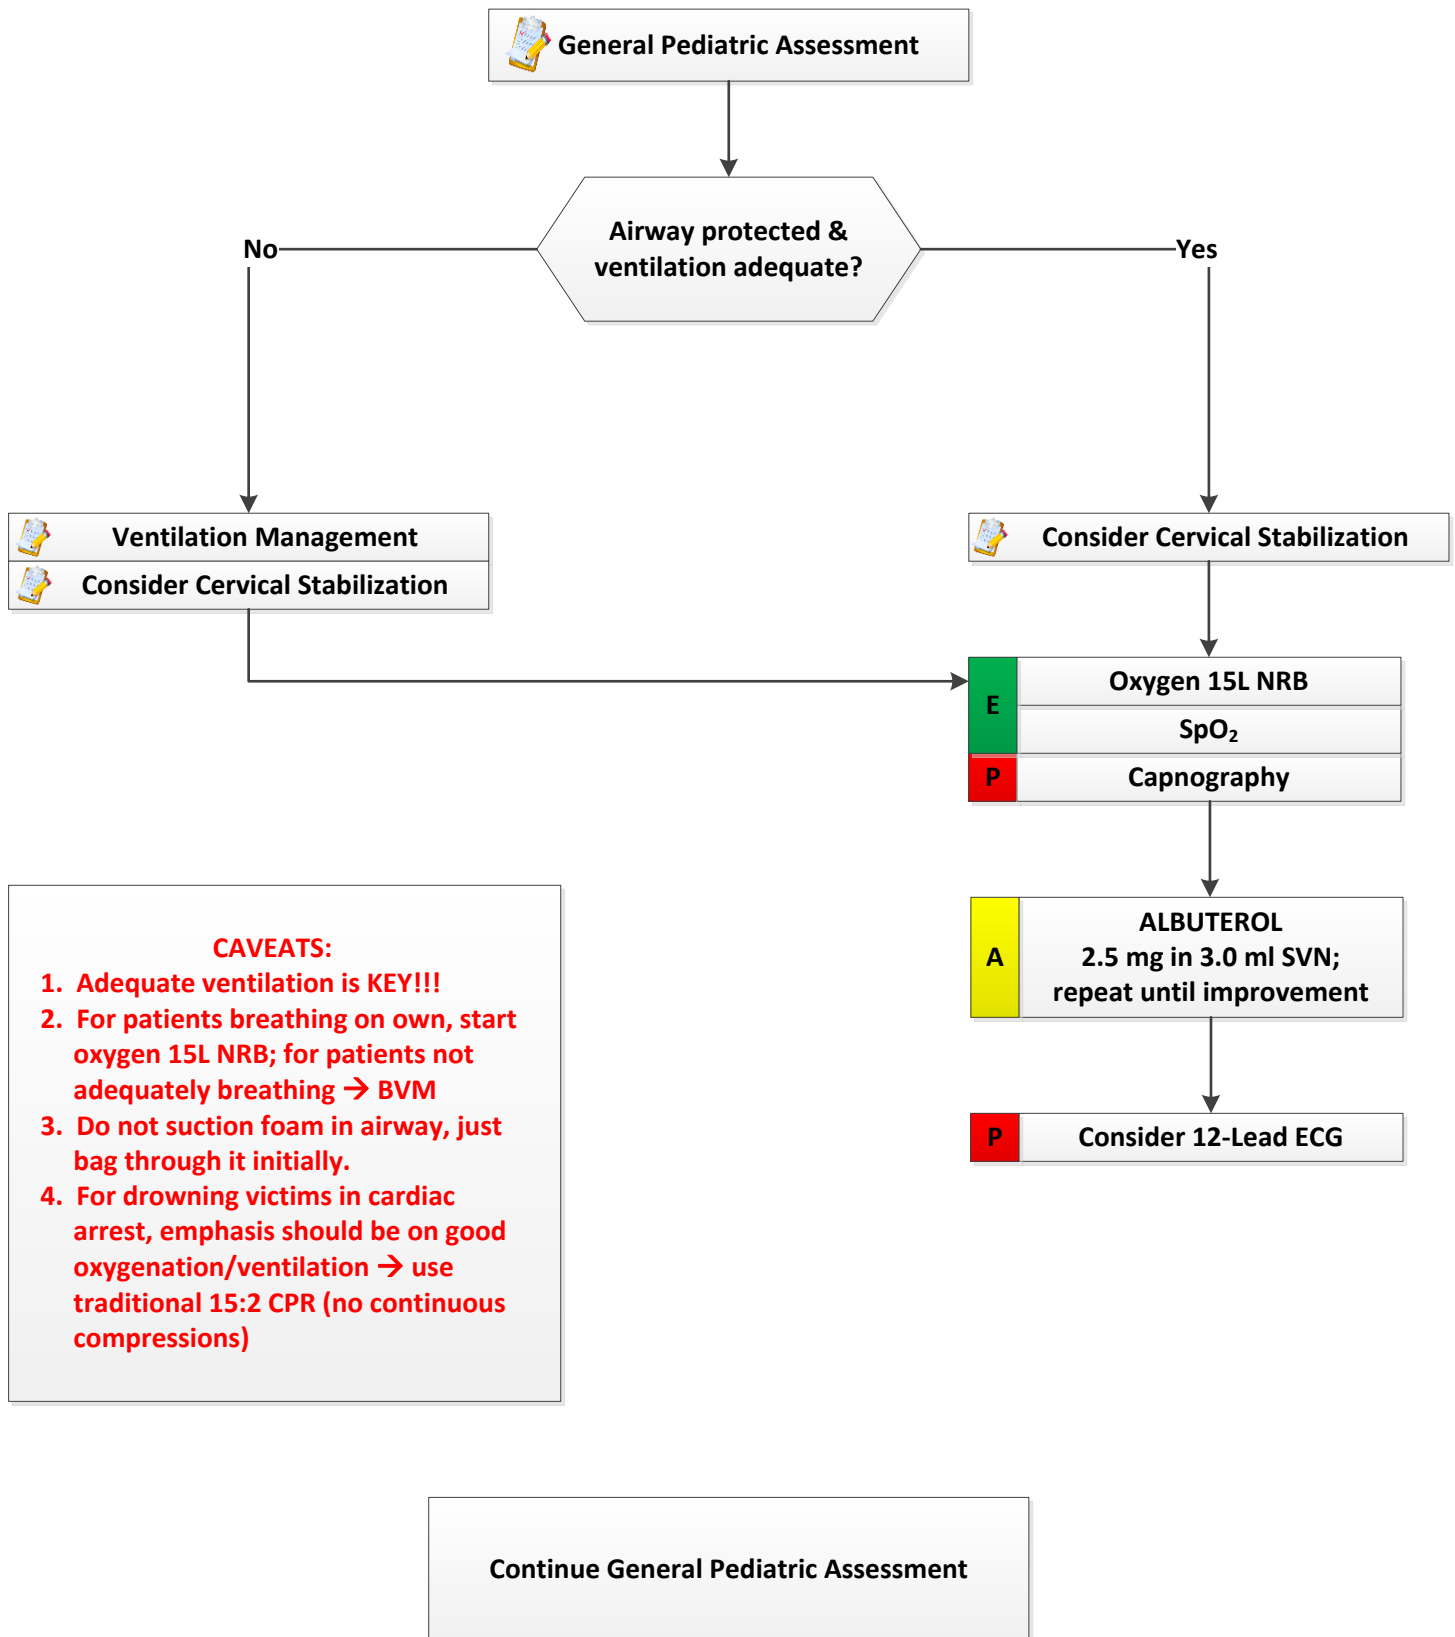 General Pediatric Assessment
Airway protected &
ventilation adequate?
No
Yes
Ventilation Management
Consider Cervical Stabilization
Consider Cervical Stabilization
E
Oxygen 15L NRB
SpO₂
P
Capnography
A
ALBUTEROL
2.5 mg in 3.0 ml SVN;
repeat until improvement
P
Consider 12-Lead ECG
CAVEATS:
1. Adequate ventilation is KEY!!!
2. For patients breathing on own, start
oxygen 15L NRB; for patients not
adequately breathing → BVM
3. Do not suction foam in airway, just
bag through it initially.
4. For drowning victims in cardiac
arrest, emphasis should be on good
oxygenation/ventilation → use
traditional 15:2 CPR (no continuous
compressions)
Continue General Pediatric Assessment